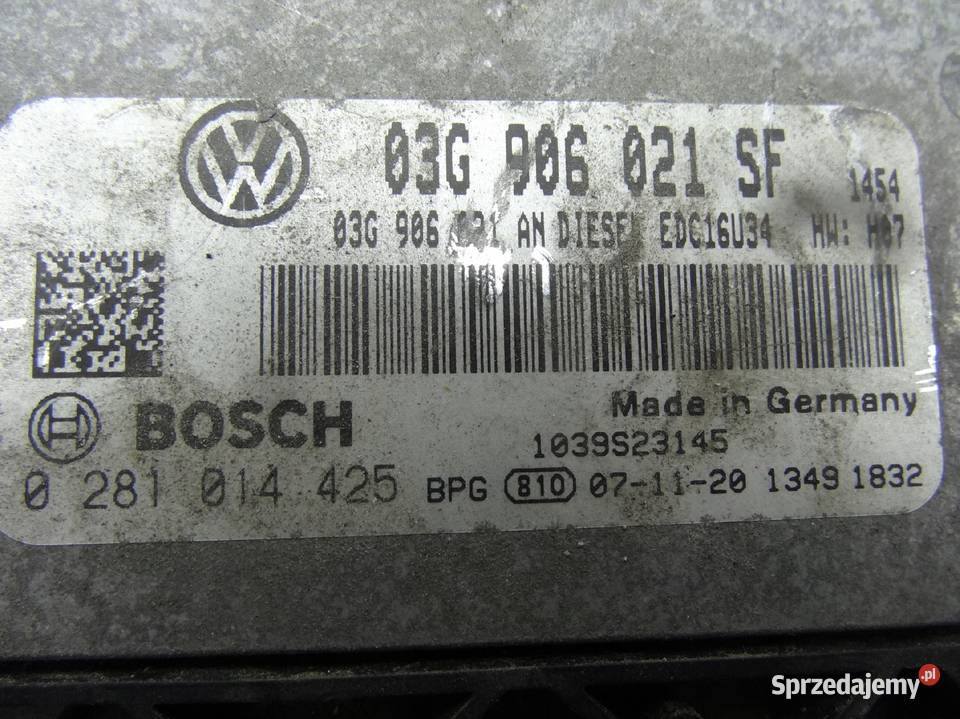 03G 906 021 SF
1454
03G 906 021 AN DIESEL EDC16U34 HW: H07
BOSCH
Made in Germany
1039S23145
0 281 014 425
BPG 810 07-11-20 1349 1832
Sprzedajemy.pl